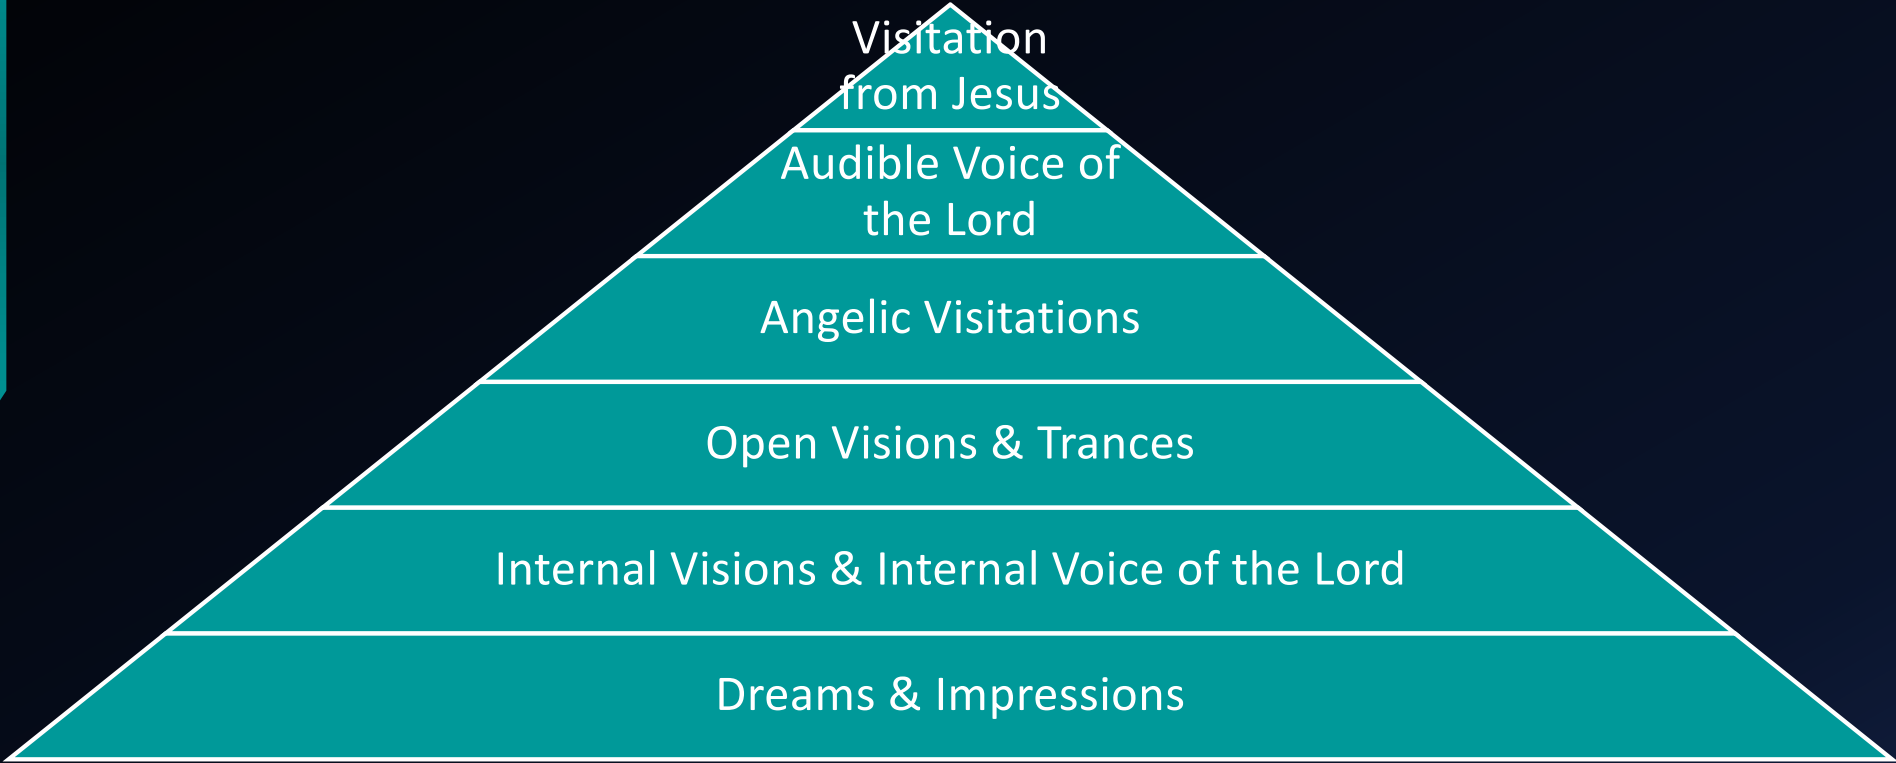 Visitation
from Jesus
Audible Voice of
the Lord
Angelic Visitations
Open Visions & Trances
Internal Visions & Internal Voice of the Lord
Dreams & Impressions